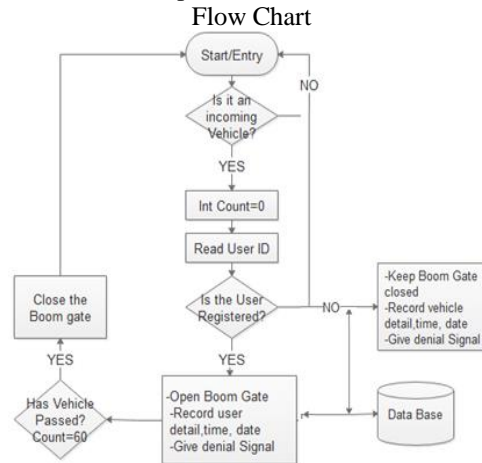 Flow Chart
Start/Entry
NO
Is it an
incoming
Vehicle?
YES
Int Count=0
Read User ID
Is the User
Registered?
NO
-Keep Boom Gate
closed
-Record vehicle
detail,time, date
-Give denial Signal
Close the
Boom gate
YES
YES
Has Vehicle
Passed?
Count=60
-Open Boom Gate
-Record user
detail,time, date
-Give denial Signal
Data Base